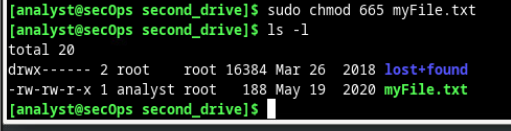 [analyst@secOps second_drive]$ sudo chmod 665 myFile.txt
[analyst@secOps second_drive]$ ls -l
total 20
drwx------ 2 root    root 16384 Mar 26  2018 lost+found
-rw-rw-r-x 1 analyst root   188 May 19  2020 myFile.txt
[analyst@secOps second_drive]$